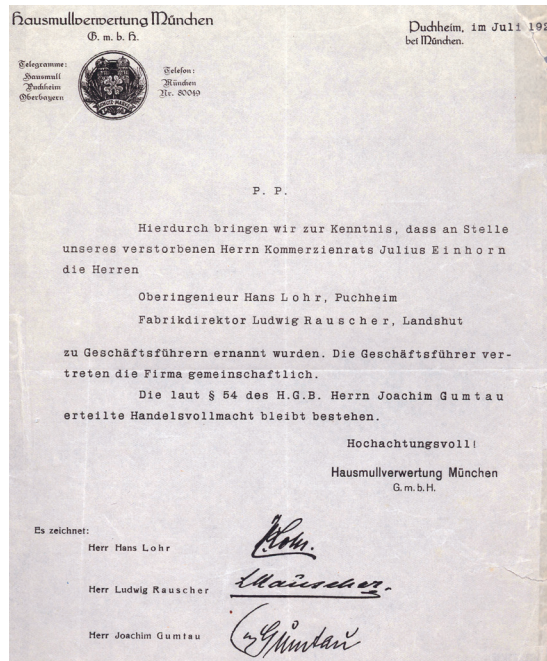 Hausmullverwertung München
G. m. b. H.
Puchheim, im Juli 192
bei München.
Telegramme:
Hausmull
Puchheim
Oberbayern
Telefon:
München
Nr. 80049
P. P.
Hierdurch bringen wir zur Kenntnis, dass an Stelle
unseres verstorbenen Herrn Kommerzienrats Julius Einhorn
die Herren
Oberingenieur Hans Lohr, Puchheim
Fabrikdirektor Ludwig Rauscher, Landshut
zu Geschäftsführern ernannt wurden. Die Geschäftsführer ver-
treten die Firma gemeinschaftlich.
Die laut § 54 des H.G.B. Herrn Joachim Gumtau
erteilte Handelsvollmacht bleibt bestehen.
Hochachtungsvoll!
Hausmullverwertung München
G. m. b. H.
Es zeichnet:
Herr Hans Lohr
Lohr.
Herr Ludwig Rauscher
LRauscher.
Herr Joachim Gumtau
Gumtau